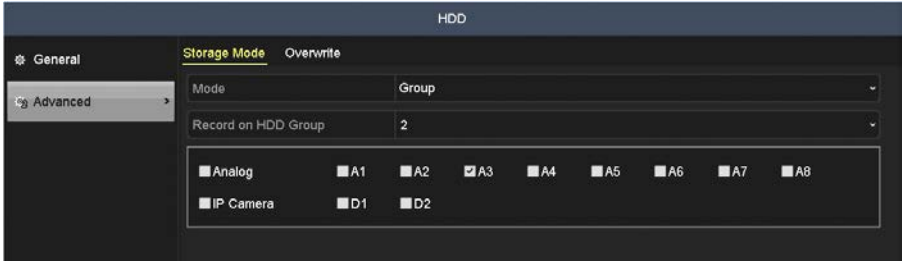 HDD
General
Storage Mode Overwrite
Advanced
Mode Group
Record on HDD Group 2
Analog A1 A2 A3 A4 A5 A6 A7 A8
IP Camera D1 D2